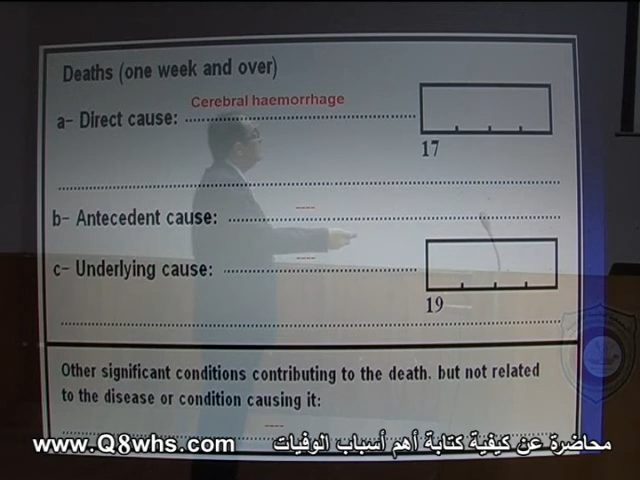 Deaths (one week and over)
Cerebral haemorrhage
a- Direct cause:
17
b- Antecedent cause: ----
c- Underlying cause: ----
19
Other significant conditions contributing to the death. but not related
to the disease or condition causing it:
----
www.Q8whs.com محاضرة عن كيفية كتابة أهم أسباب الوفيات